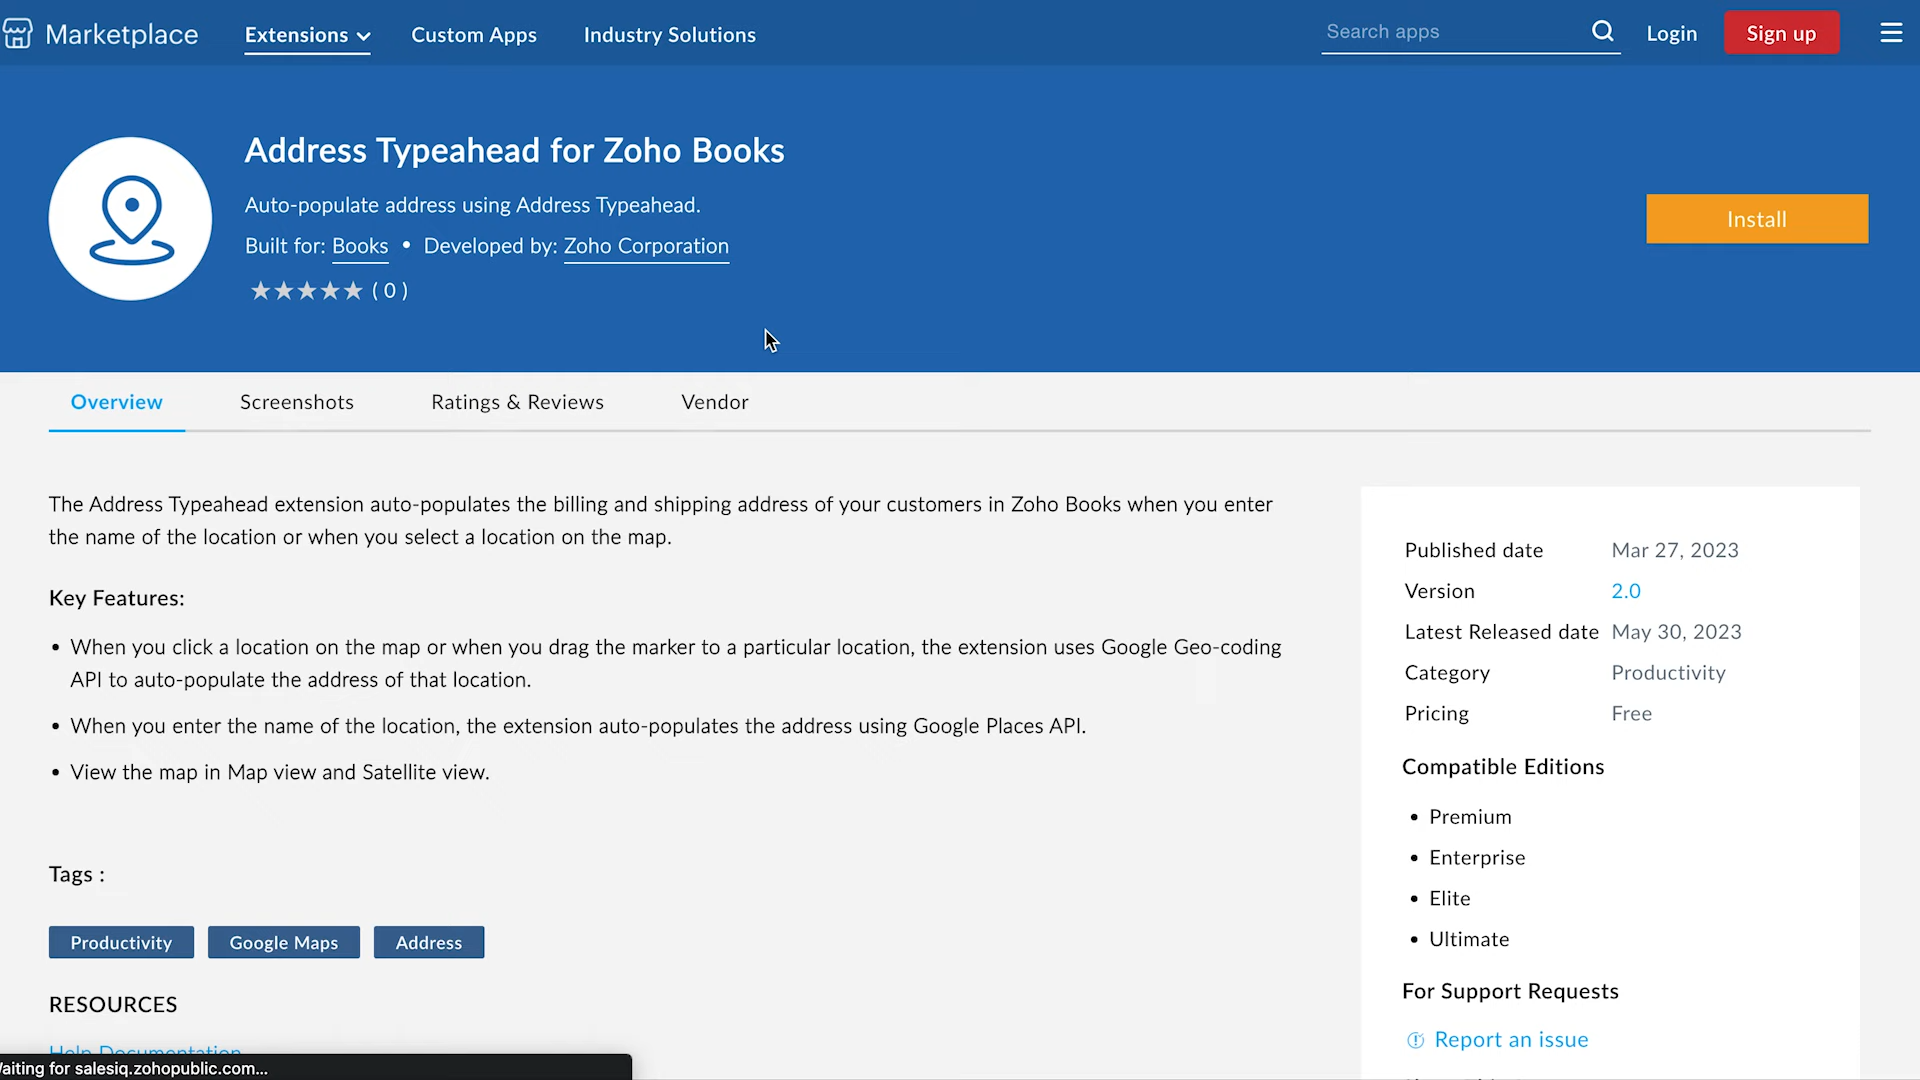 Marketplace
Extensions
Custom Apps
Industry Solutions
Search apps
Login
Sign up
Address Typeahead for Zoho Books
Auto-populate address using Address Typeahead.
Built for: Books • Developed by: Zoho Corporation
( 0 )
Install
Overview
Screenshots
Ratings & Reviews
Vendor
The Address Typeahead extension auto-populates the billing and shipping address of your customers in Zoho Books when you enter
the name of the location or when you select a location on the map.
Key Features:
• When you click a location on the map or when you drag the marker to a particular location, the extension uses Google Geo-coding
API to auto-populate the address of that location.
• When you enter the name of the location, the extension auto-populates the address using Google Places API.
• View the map in Map view and Satellite view.
Tags :
Productivity
Google Maps
Address
RESOURCES
Help Documentation
Published date Mar 27, 2023
Version 2.0
Latest Released date May 30, 2023
Category Productivity
Pricing Free
Compatible Editions
• Premium
• Enterprise
• Elite
• Ultimate
For Support Requests
Report an issue
aiting for salesiq.zohopublic.com...